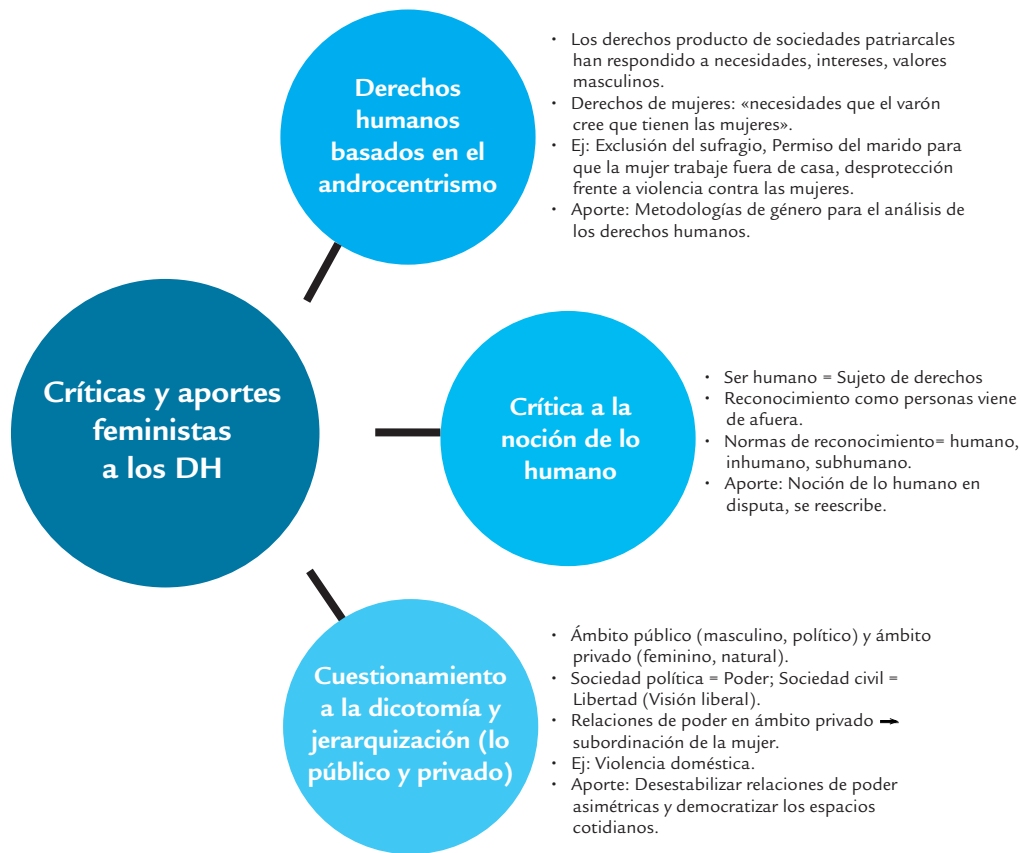 Críticas y aportes
feministas
a los DH
Derechos
humanos
basados en el
androcentrismo
• Los derechos producto de sociedades patriarcales
han respondido a necesidades, intereses, valores
masculinos.
• Derechos de mujeres: «necesidades que el varón
cree que tienen las mujeres».
• Ej: Exclusión del sufragio, Permiso del marido para
que la mujer trabaje fuera de casa, desprotección
frente a violencia contra las mujeres.
• Aporte: Metodologías de género para el análisis de
los derechos humanos.
Crítica a la
noción de lo
humano
• Ser humano = Sujeto de derechos
• Reconocimiento como personas viene
de afuera.
• Normas de reconocimiento= humano,
inhumano, subhumano.
• Aporte: Noción de lo humano en
disputa, se reescribe.
Cuestionamiento
a la dicotomía y
jerarquización (lo
público y privado)
• Ámbito público (masculino, político) y ámbito
privado (feminino, natural).
• Sociedad política = Poder; Sociedad civil =
Libertad (Visión liberal).
• Relaciones de poder en ámbito privado →
subordinación de la mujer.
• Ej: Violencia doméstica.
• Aporte: Desestabilizar relaciones de poder
asimétricas y democratizar los espacios
cotidianos.